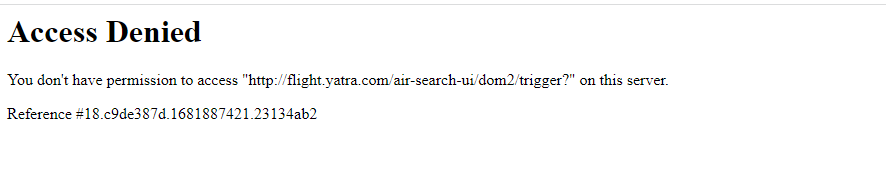 Access Denied
You don't have permission to access "http://flight.yatra.com/air-search-ui/dom2/trigger?" on this server.
Reference #18.c9de387d.1681887421.23134ab2